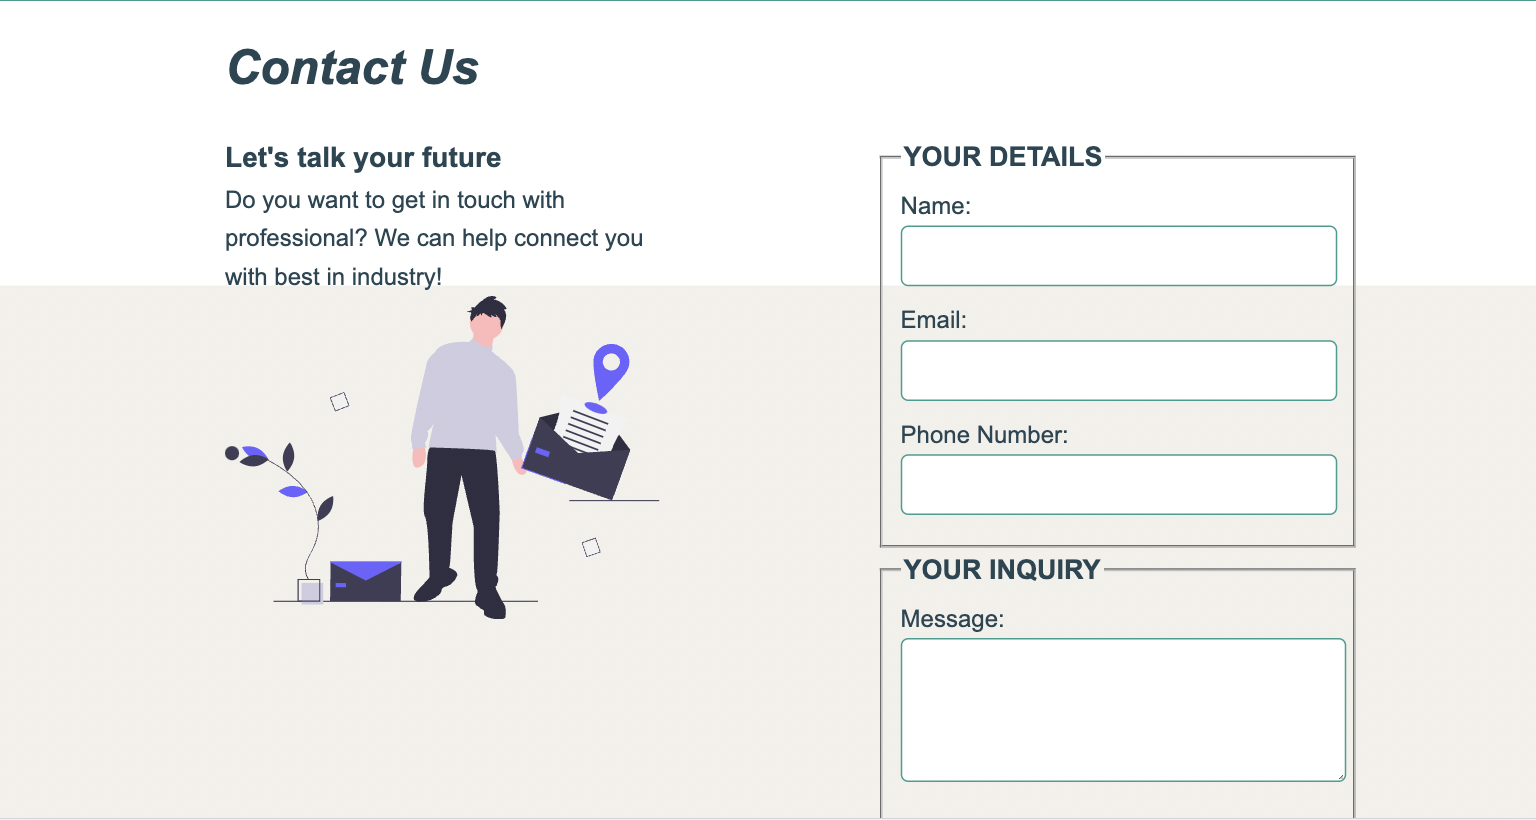 Contact Us
Let's talk your future
Do you want to get in touch with
professional? We can help connect you
with best in industry!
YOUR DETAILS
Name:
Email:
Phone Number:
YOUR INQUIRY
Message: